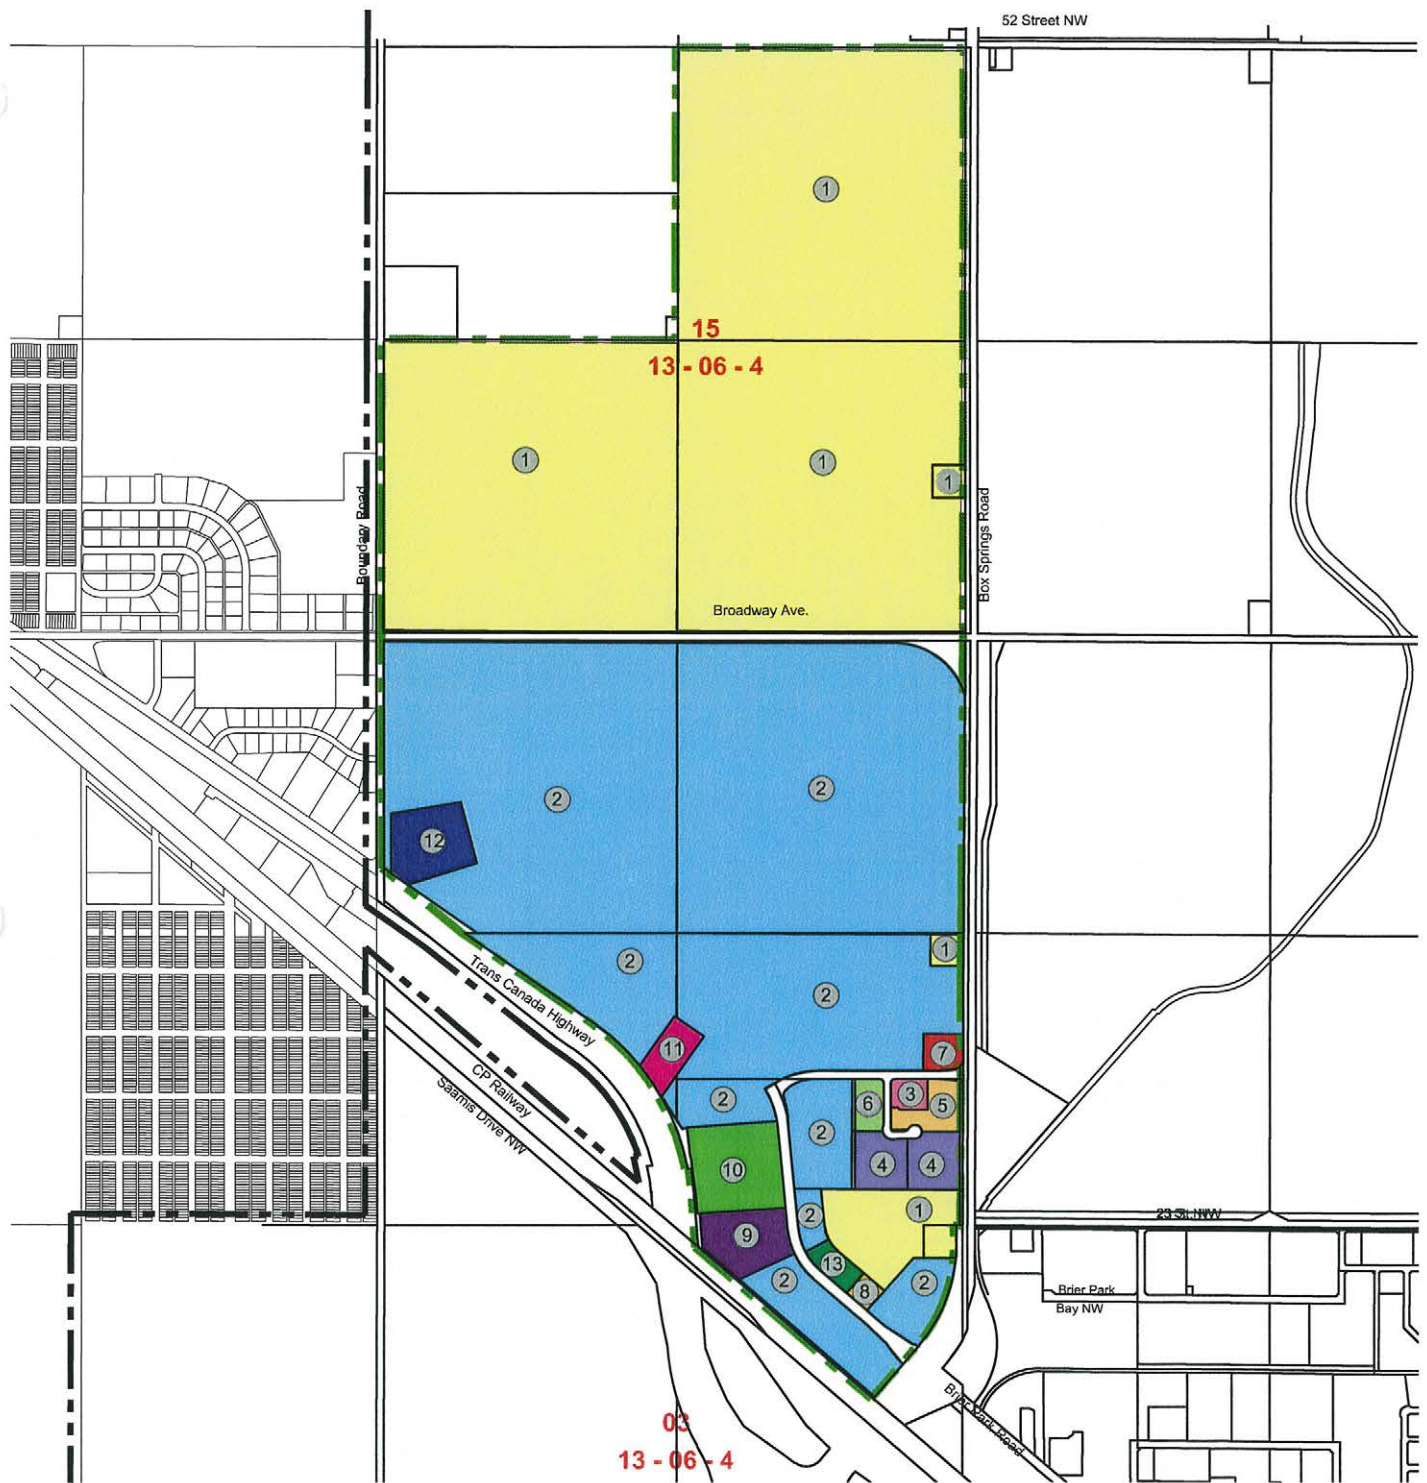 52 Street NW
1
15
13 - 06 - 4
1
1
1
Boundary Road
Box Springs Road
Broadway Ave.
2
2
12
2
1
2
Trans Canada Highway
11
7
CP Railway
Saamis Drive NW
2
6
3
5
2
4
4
10
2
1
23 St. NW
9
13
2
8
2
Brier Park
Bay NW
Brier Park Road
03
13 - 06 - 4